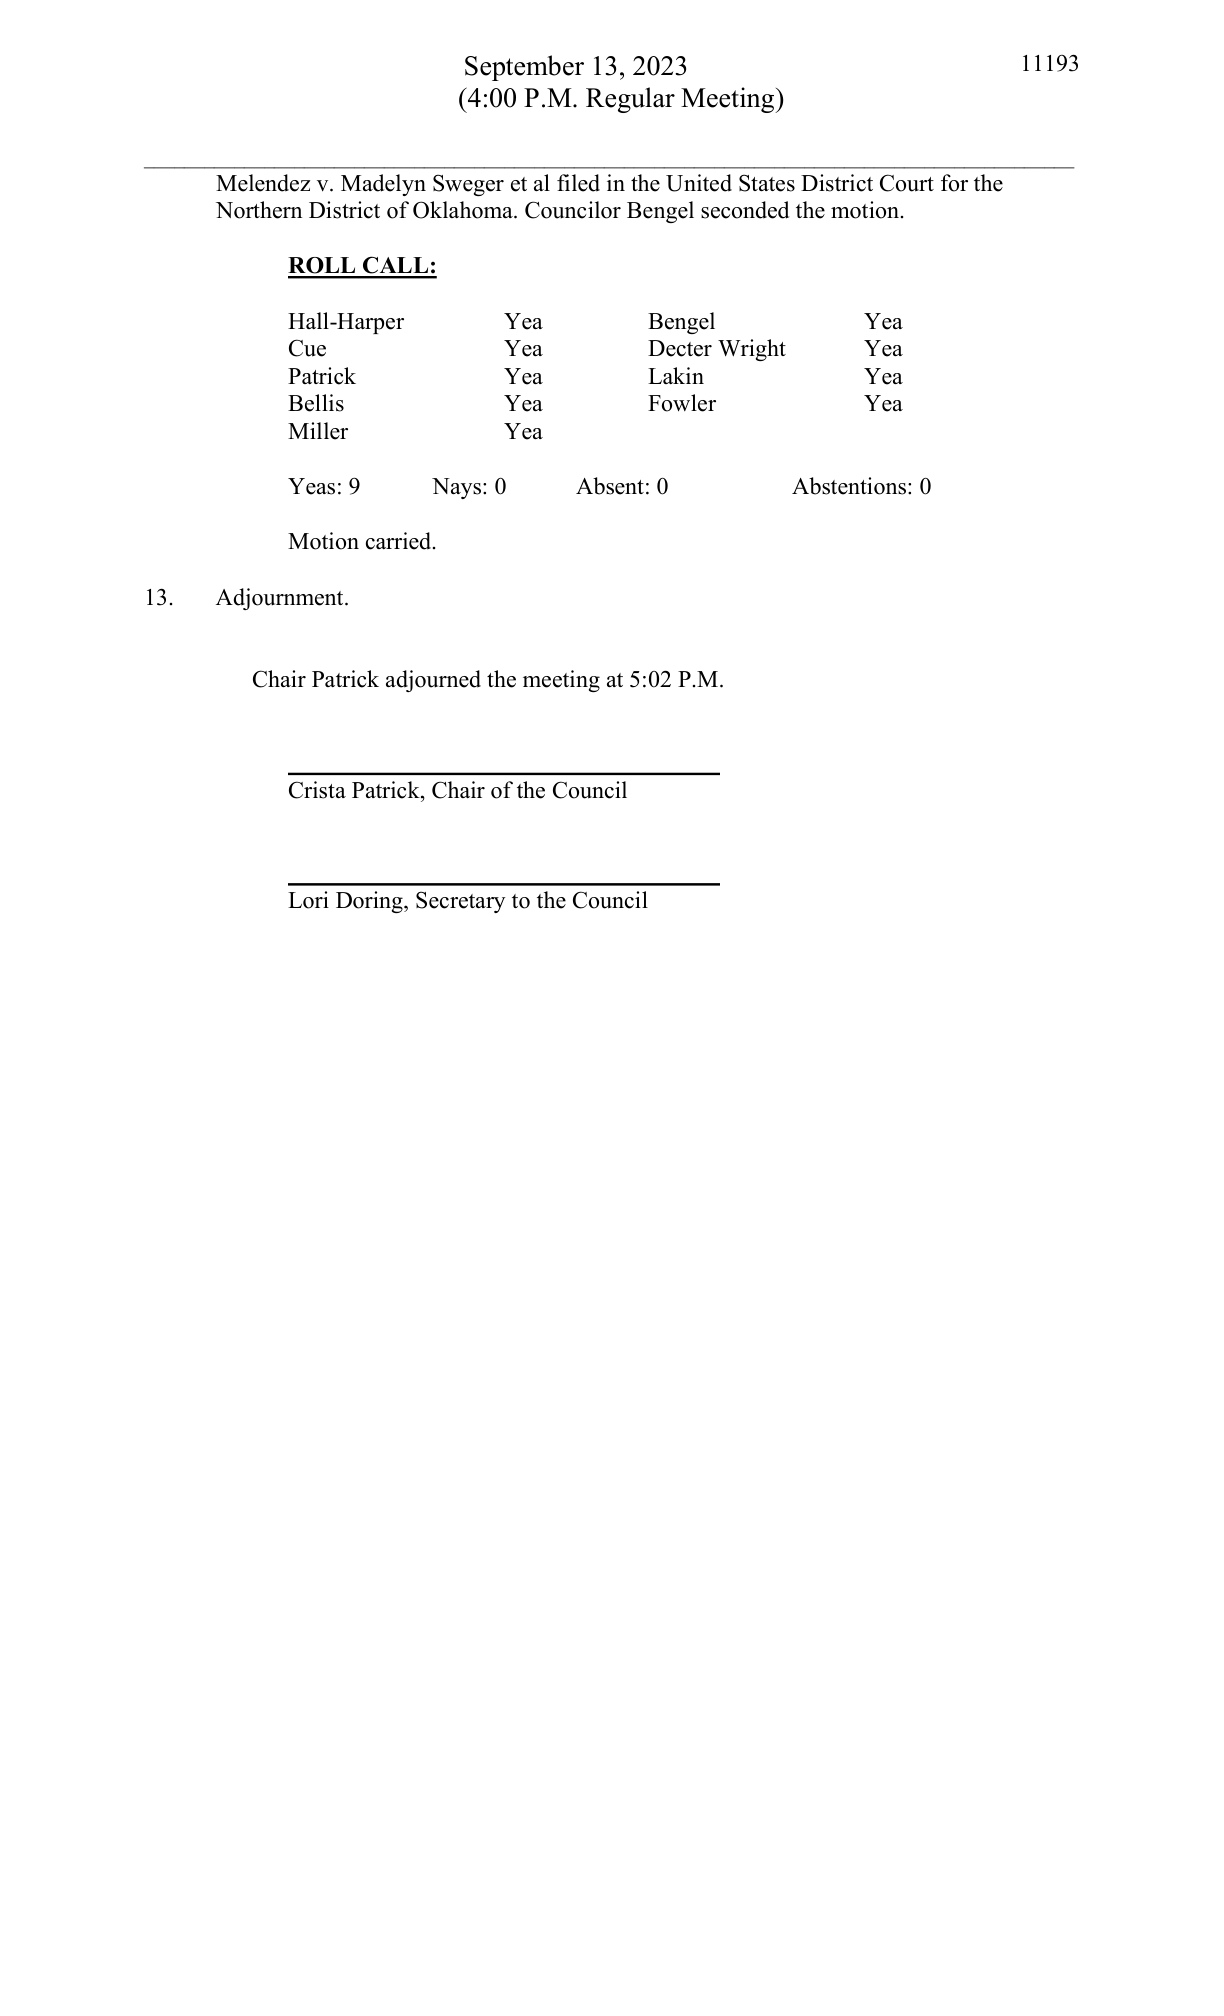 September 13, 2023
11193
(4:00 P.M. Regular Meeting)
Melendez v. Madelyn Sweger et al filed in the United States District Court for the
Northern District of Oklahoma. Councilor Bengel seconded the motion.
ROLL CALL:
Hall-Harper Yea Bengel Yea
Cue Yea Decter Wright Yea
Patrick Yea Lakin Yea
Bellis Yea Fowler Yea
Miller Yea
Yeas: 9 Nays: 0 Absent: 0 Abstentions: 0
Motion carried.
13. Adjournment.
Chair Patrick adjourned the meeting at 5:02 P.M.
Crista Patrick, Chair of the Council
Lori Doring, Secretary to the Council